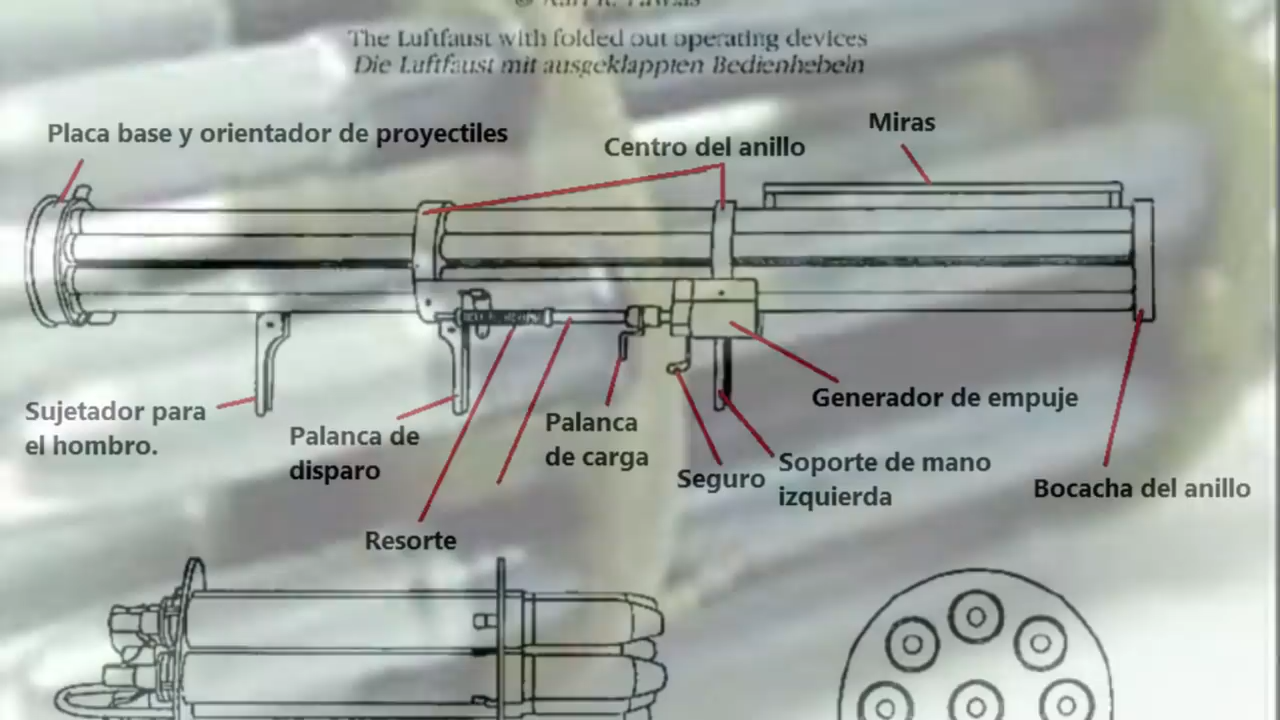 The Luftfaust with folded out operating devices
Die Luftfaust mit ausgeklappten Bedienhebeln
Miras
Placa base y orientador de proyectiles
Centro del anillo
Generador de empuje
Sujetador para
el hombro.
Palanca de
disparo
Palanca
de carga
Seguro
Soporte de mano
izquierda
Bocacha del anillo
Resorte